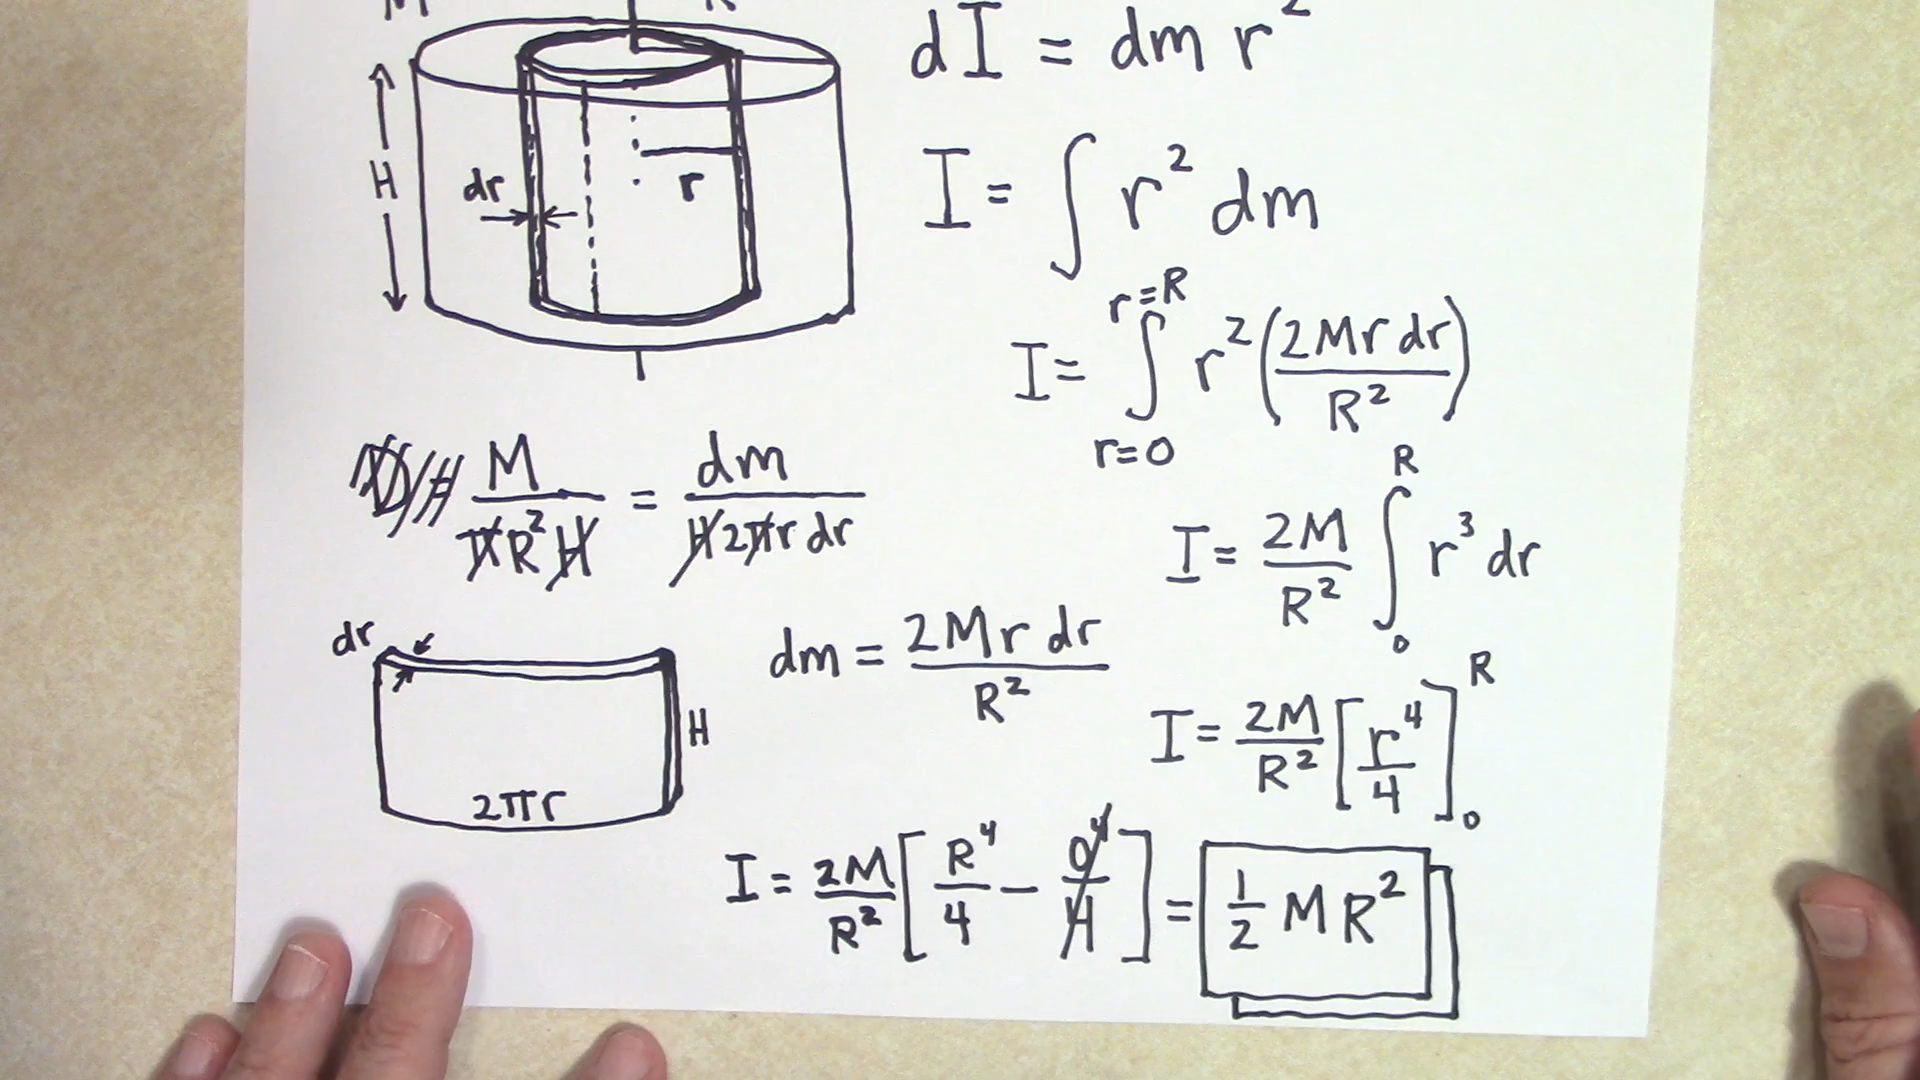 M R
H
dr
r
M/πR²H = dm/H2πr dr
dr
H
2πr
dm = 2Mr dr/R²
dI = dm r²
I = ∫ r² dm
r=R
I = ∫ r² (2Mr dr/R²)
r=0
R
I = 2M/R² ∫ r³ dr
0
I = 2M/R² [r⁴/4]₀ᴿ
I = 2M/R² [R⁴/4 − 0⁴/4] = 1/2 MR²